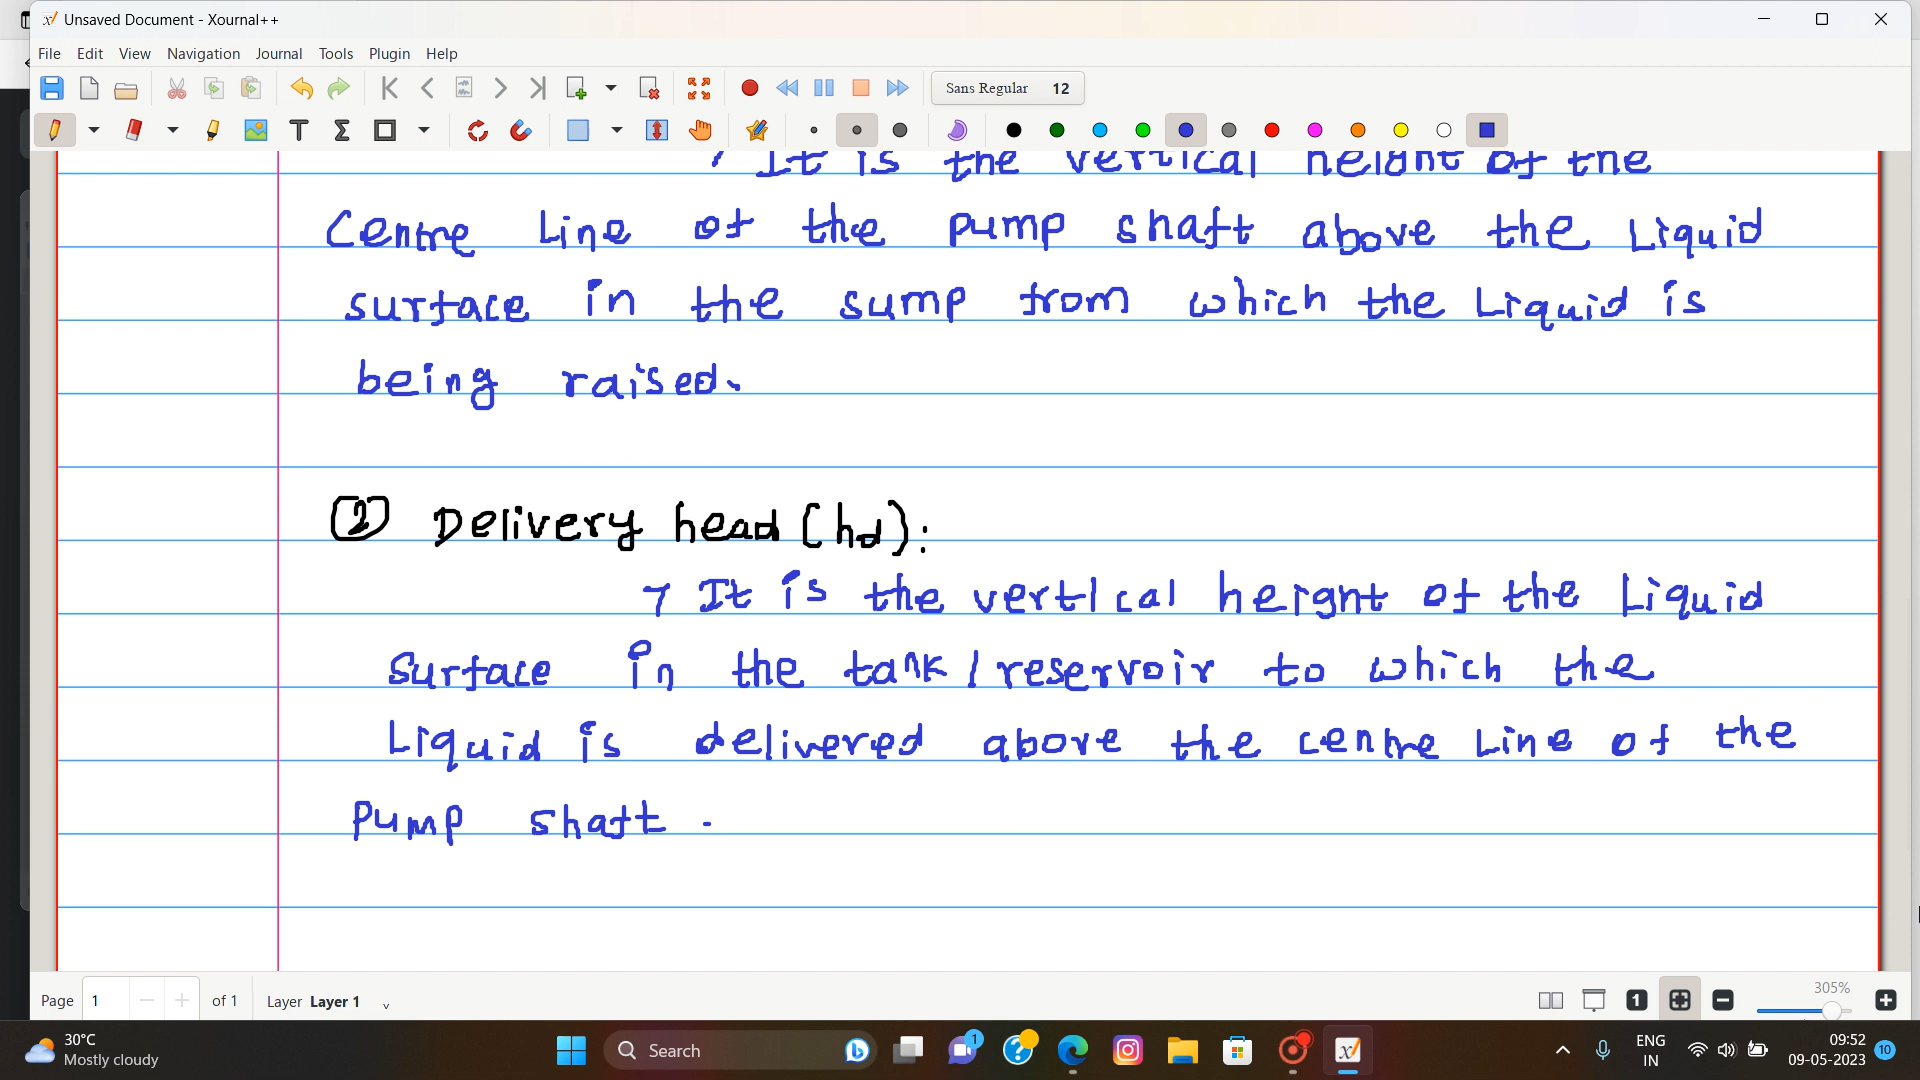 Unsaved Document - Xournal++
File Edit View Navigation Journal Tools Plugin Help
Sans Regular 12
→ It is the vertical height of the
Centre Line of the pump shaft above the Liquid
surface in the sump from which the Liquid is
being raised.
② Delivery head (hd):
→ It is the vertical height of the Liquid
Surface in the tank / reservoir to which the
Liquid is delivered above the centre Line of the
Pump shaft .
Page 1 of 1 Layer Layer 1
305%
30°C
Mostly cloudy
Search
1
ENG
IN
09:52
09-05-2023
10